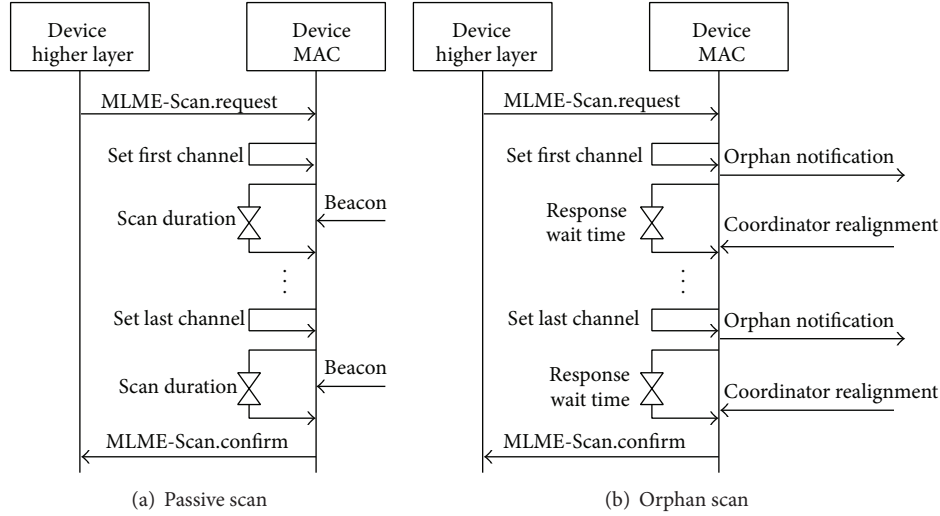 Device
higher layer
Device
MAC
MLME-Scan.request
Set first channel
Scan duration
Beacon
Set last channel
Scan duration
Beacon
MLME-Scan.confirm
(a) Passive scan
Device
higher layer
Device
MAC
MLME-Scan.request
Set first channel
Orphan notification
Response
wait time
Coordinator realignment
Set last channel
Orphan notification
Response
wait time
Coordinator realignment
MLME-Scan.confirm
(b) Orphan scan